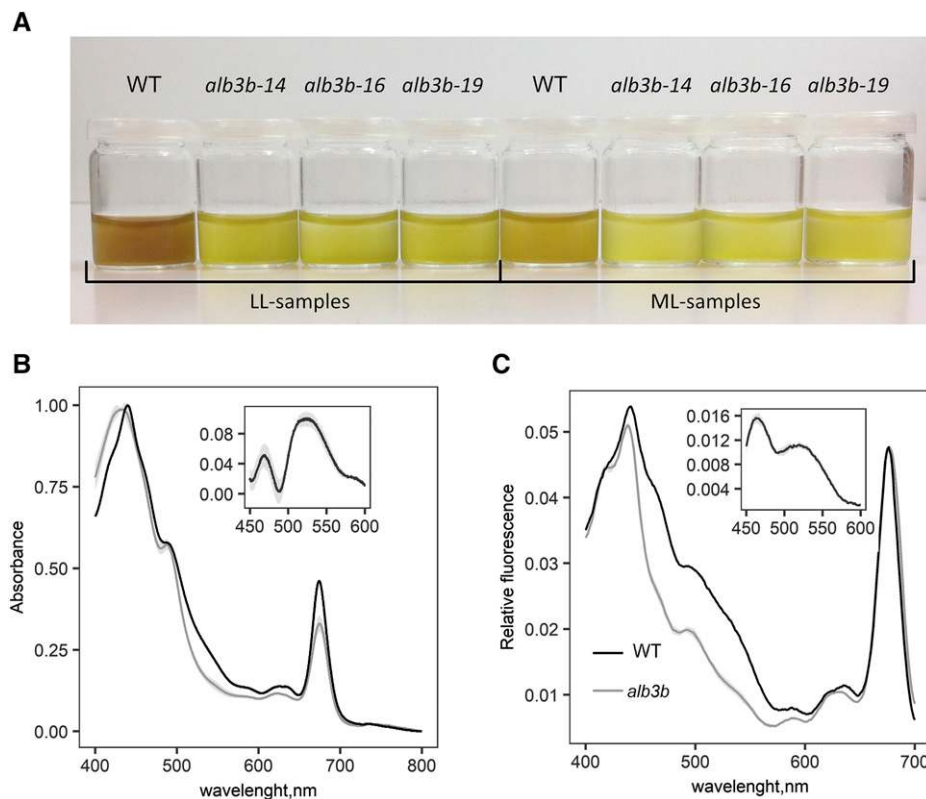 A
WT alb3b-14 alb3b-16 alb3b-19 WT alb3b-14 alb3b-16 alb3b-19
LL-samples ML-samples
B
1.00
0.75
0.50
0.25
0.00
Absorbance
400 500 600 700 800
wavelenght,nm
0.08
0.04
0.00
450 500 550 600
C
0.05
0.04
0.03
0.02
0.01
Relative fluorescence
400 500 600 700
wavelenght,nm
0.016
0.012
0.008
0.004
450 500 550 600
WT
alb3b